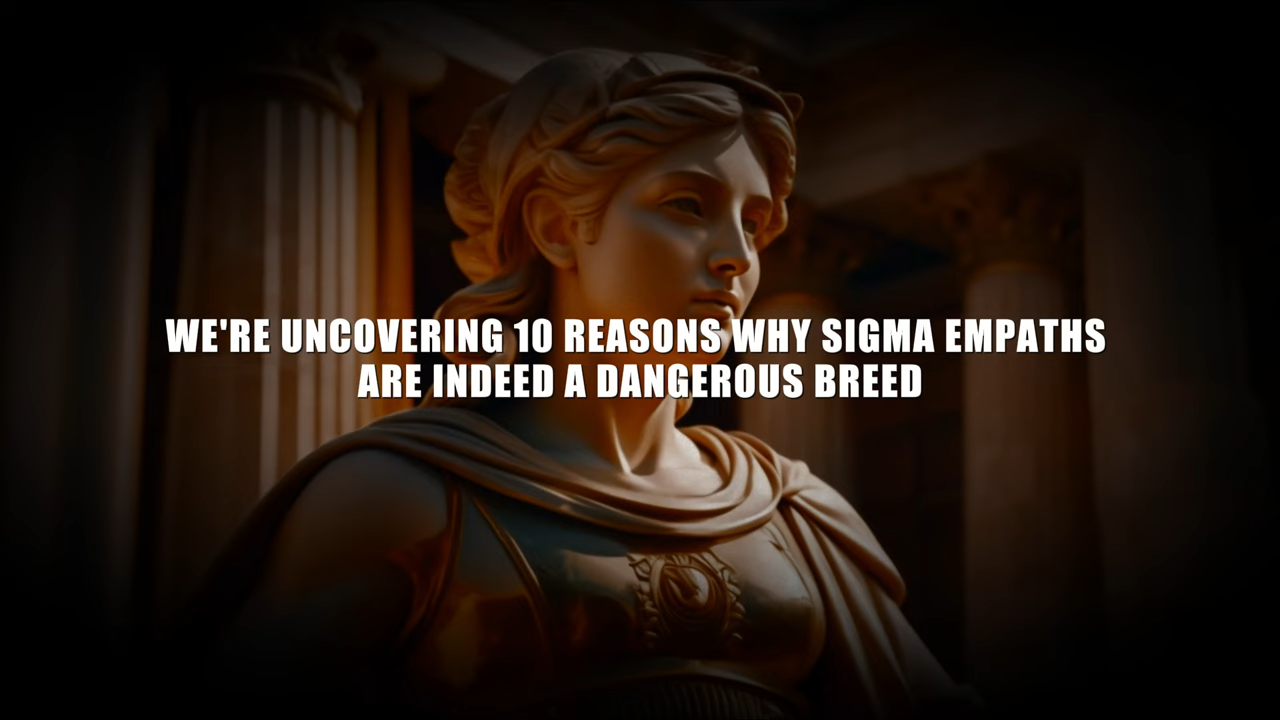 WE'RE UNCOVERING 10 REASONS WHY SIGMA EMPATHS
ARE INDEED A DANGEROUS BREED